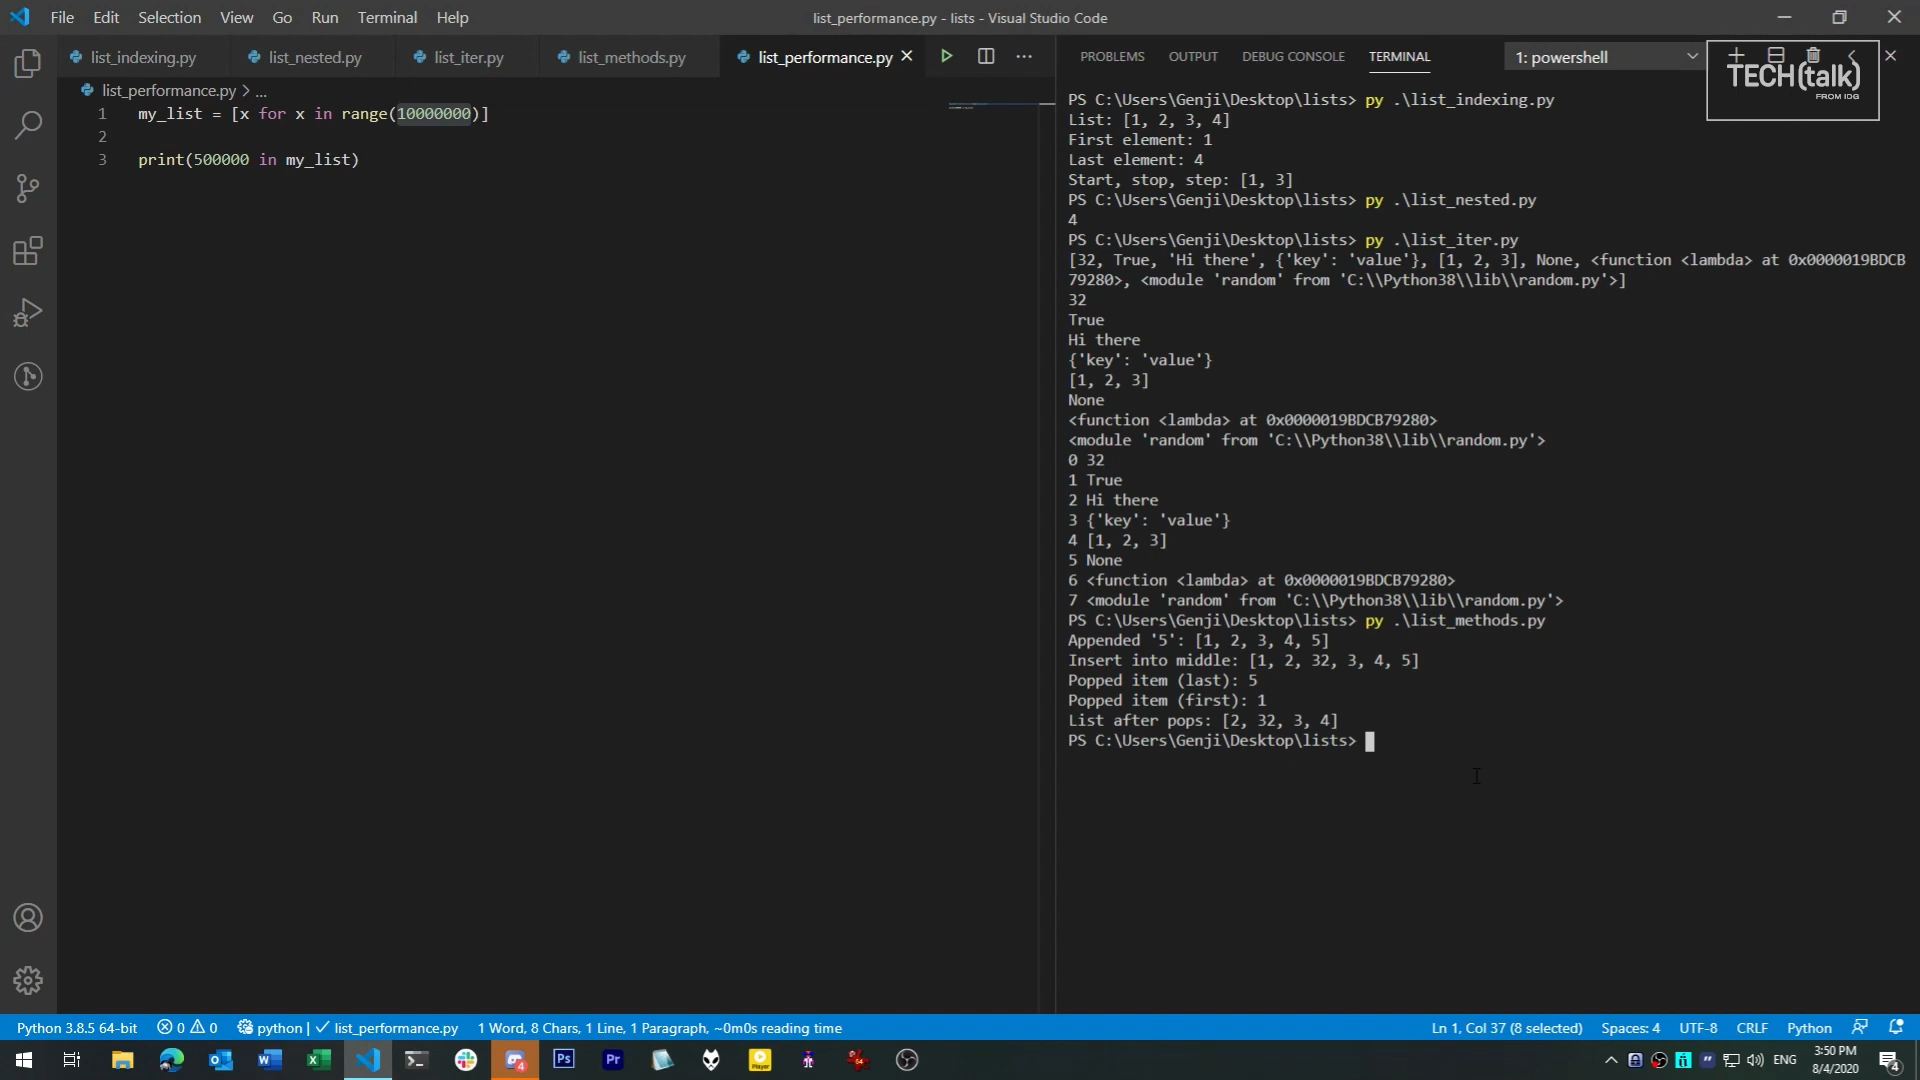 File Edit Selection View Go Run Terminal Help
list_performance.py - lists - Visual Studio Code
list_indexing.py list_nested.py list_iter.py list_methods.py list_performance.py
PROBLEMS OUTPUT DEBUG CONSOLE TERMINAL 1: powershell
TECH(talk)
FROM IDG
list_performance.py > ...
1 my_list = [x for x in range(10000000)]
2
3 print(500000 in my_list)
PS C:\Users\Genji\Desktop\lists> py .\list_indexing.py
List: [1, 2, 3, 4]
First element: 1
Last element: 4
Start, stop, step: [1, 3]
PS C:\Users\Genji\Desktop\lists> py .\list_nested.py
4
PS C:\Users\Genji\Desktop\lists> py .\list_iter.py
[32, True, 'Hi there', {'key': 'value'}, [1, 2, 3], None, <function <lambda> at 0x0000019BDCB
79280>, <module 'random' from 'C:\\Python38\\lib\\random.py'>]
32
True
Hi there
{'key': 'value'}
[1, 2, 3]
None
<function <lambda> at 0x0000019BDCB79280>
<module 'random' from 'C:\\Python38\\lib\\random.py'>
0 32
1 True
2 Hi there
3 {'key': 'value'}
4 [1, 2, 3]
5 None
6 <function <lambda> at 0x0000019BDCB79280>
7 <module 'random' from 'C:\\Python38\\lib\\random.py'>
PS C:\Users\Genji\Desktop\lists> py .\list_methods.py
Appended '5': [1, 2, 3, 4, 5]
Insert into middle: [1, 2, 32, 3, 4, 5]
Popped item (last): 5
Popped item (first): 1
List after pops: [2, 32, 3, 4]
PS C:\Users\Genji\Desktop\lists>
Python 3.8.5 64-bit 0 0 python | ✓ list_performance.py 1 Word, 8 Chars, 1 Line, 1 Paragraph, ~0m0s reading time Ln 1, Col 37 (8 selected) Spaces: 4 UTF-8 CRLF Python
4 Ps Pr Player 64 ENG
3:50 PM
8/4/2020
4